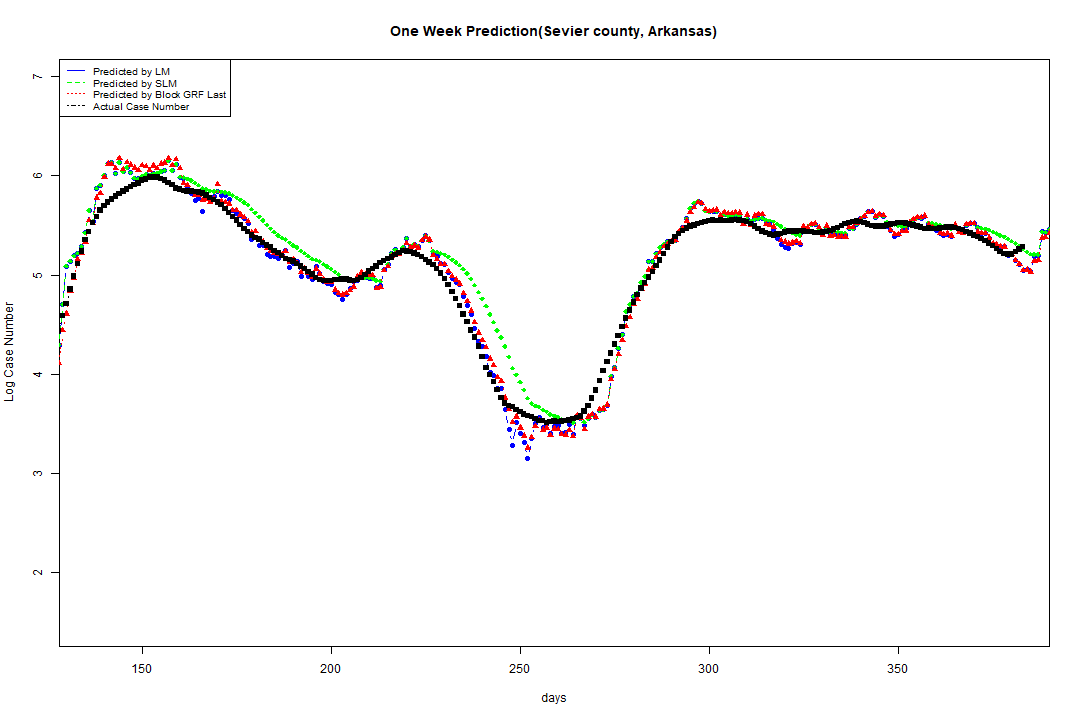 One Week Prediction(Sevier county, Arkansas)
Predicted by LM
Predicted by SLM
Predicted by Block GRF Last
Actual Case Number
7
6
5
4
3
2
Log Case Number
150 200 250 300 350
days